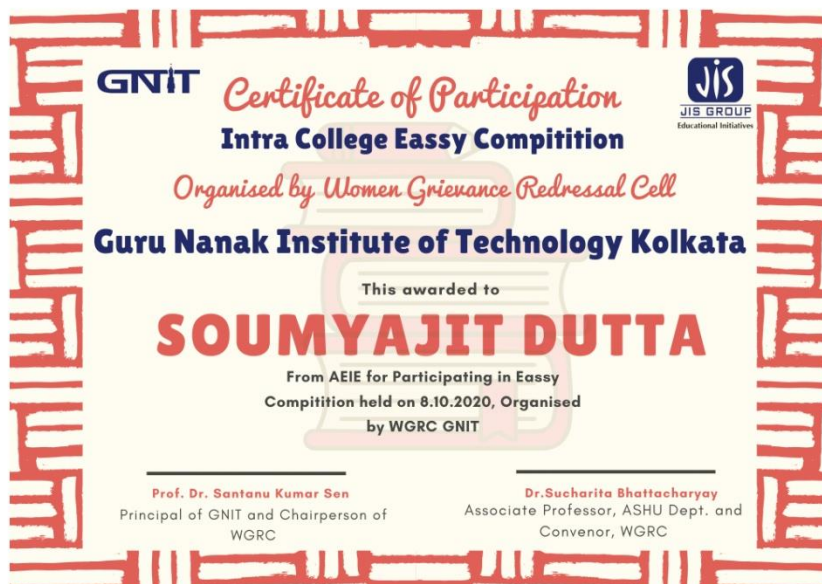 GNIT
JIS
JIS GROUP
Educational Initiatives
Certificate of Participation
Intra College Eassy Compitition
Organised by Women Grievance Redressal Cell
Guru Nanak Institute of Technology Kolkata
This awarded to
SOUMYAJIT DUTTA
From AEIE for Participating in Eassy
Compitition held on 8.10.2020, Organised
by WGRC GNIT
Prof. Dr. Santanu Kumar Sen
Principal of GNIT and Chairperson of
WGRC
Dr.Sucharita Bhattacharyay
Associate Professor, ASHU Dept. and
Convenor, WGRC